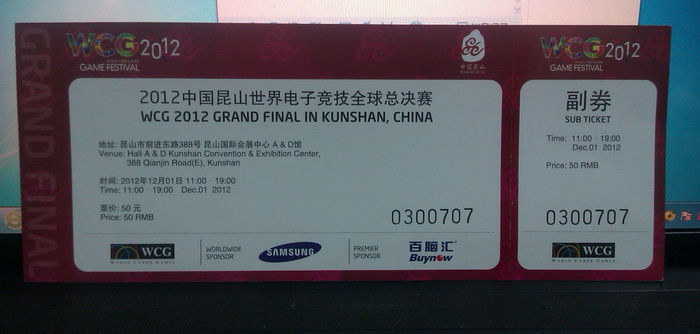 GRAND FINAL
WCG 2012
GAME FESTIVAL
中国昆山
2012中国昆山世界电子竞技全球总决赛
WCG 2012 GRAND FINAL IN KUNSHAN, CHINA
地址: 昆山市前进东路388号 昆山国际会展中心 A & D馆
Venue: Hall A & D Kunshan Convention & Exhibition Center,
388 Qianjin Road(E), Kunshan
时间: 2012年12月01日 11:00 - 19:00
Time: 11:00 - 19:00 Dec.01 2012
票价: 50 元
Price: 50 RMB
0300707
WCG
WORLD CYBER GAMES
WORLDWIDE
SPONSOR
SAMSUNG
PREMIER
SPONSOR
百脑汇
Buynow
WCG 2012
GAME FESTIVAL
副券
SUB TICKET
Time: 11:00 - 19:00
Dec.01 2012
Price: 50 RMB
0300707
WCG
WORLD CYBER GAMES